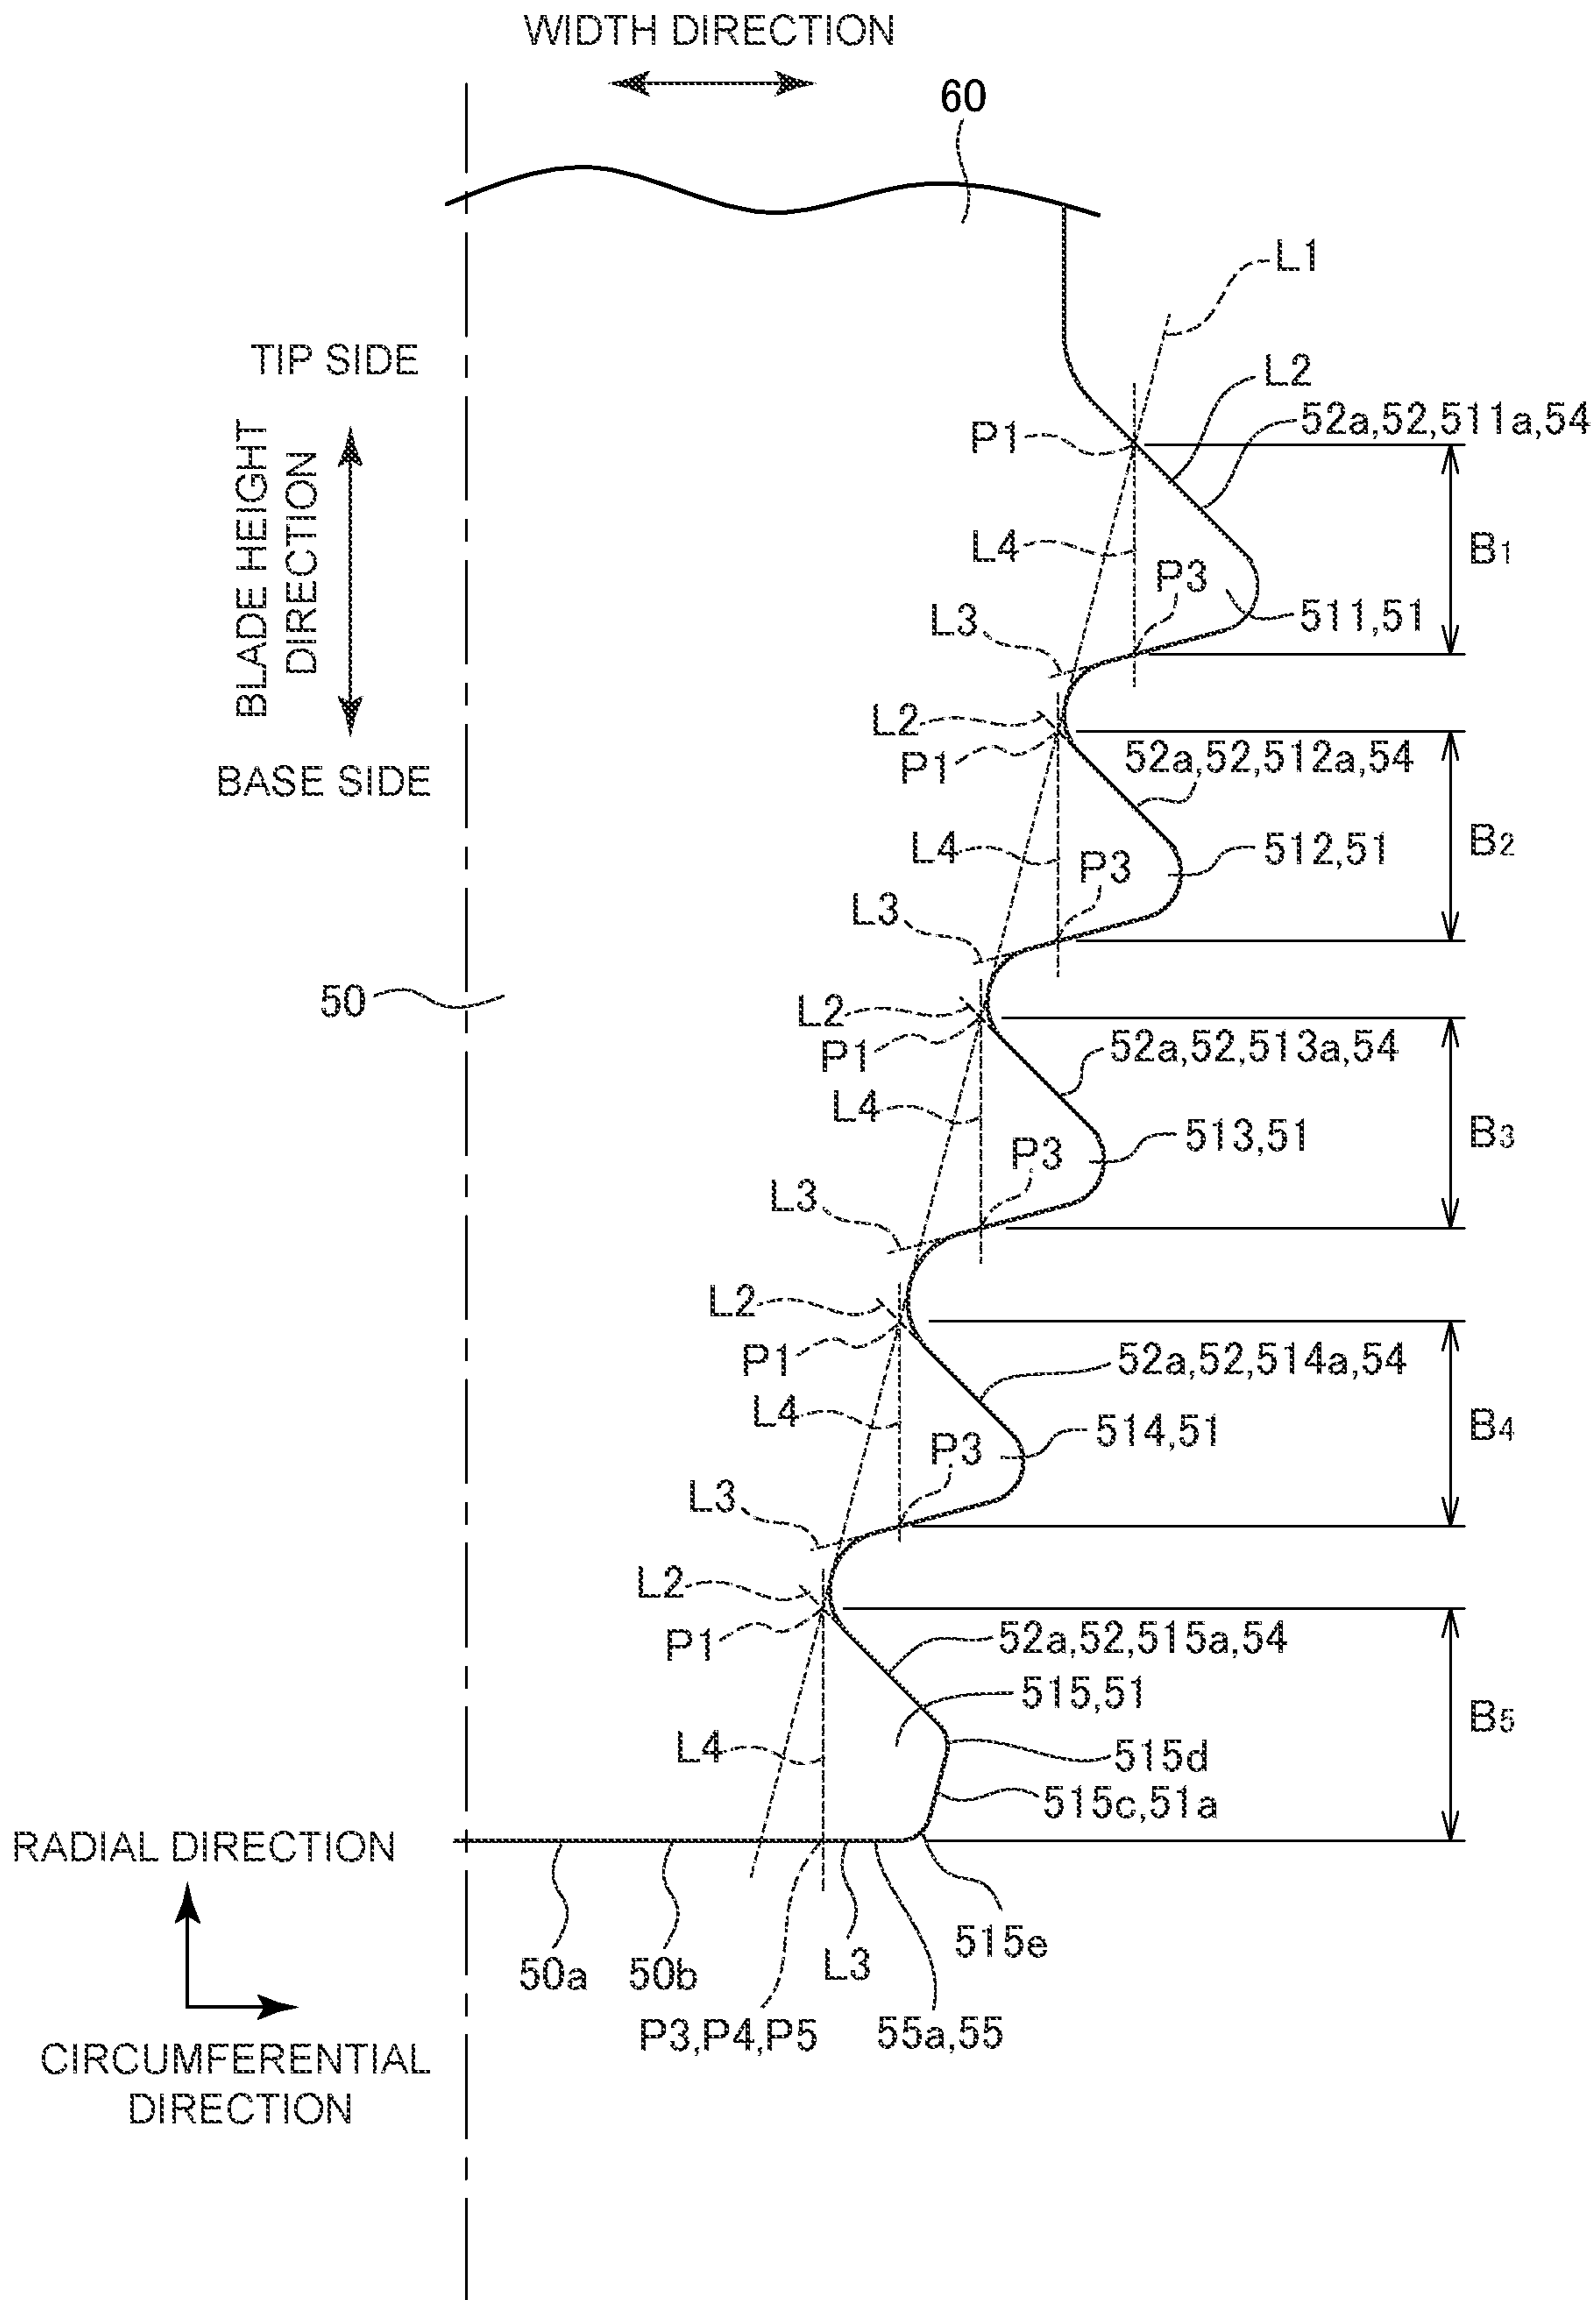 WIDTH DIRECTION
60
L1
TIP SIDE
L2
52a,52,511a,54
P1
BLADE HEIGHT
DIRECTION
L4
B1
P3
L3
511,51
L2
BASE SIDE
P1
52a,52,512a,54
L4
P3
512,51
B2
L3
50
L2
P1
52a,52,513a,54
L4
P3
513,51
B3
L3
L2
P1
52a,52,514a,54
L4
P3
514,51
B4
L3
L2
P1
52a,52,515a,54
515,51
B5
L4
515d
515c,51a
RADIAL DIRECTION
515e
50a
50b
L3
P3,P4,P5
55a,55
CIRCUMFERENTIAL
DIRECTION